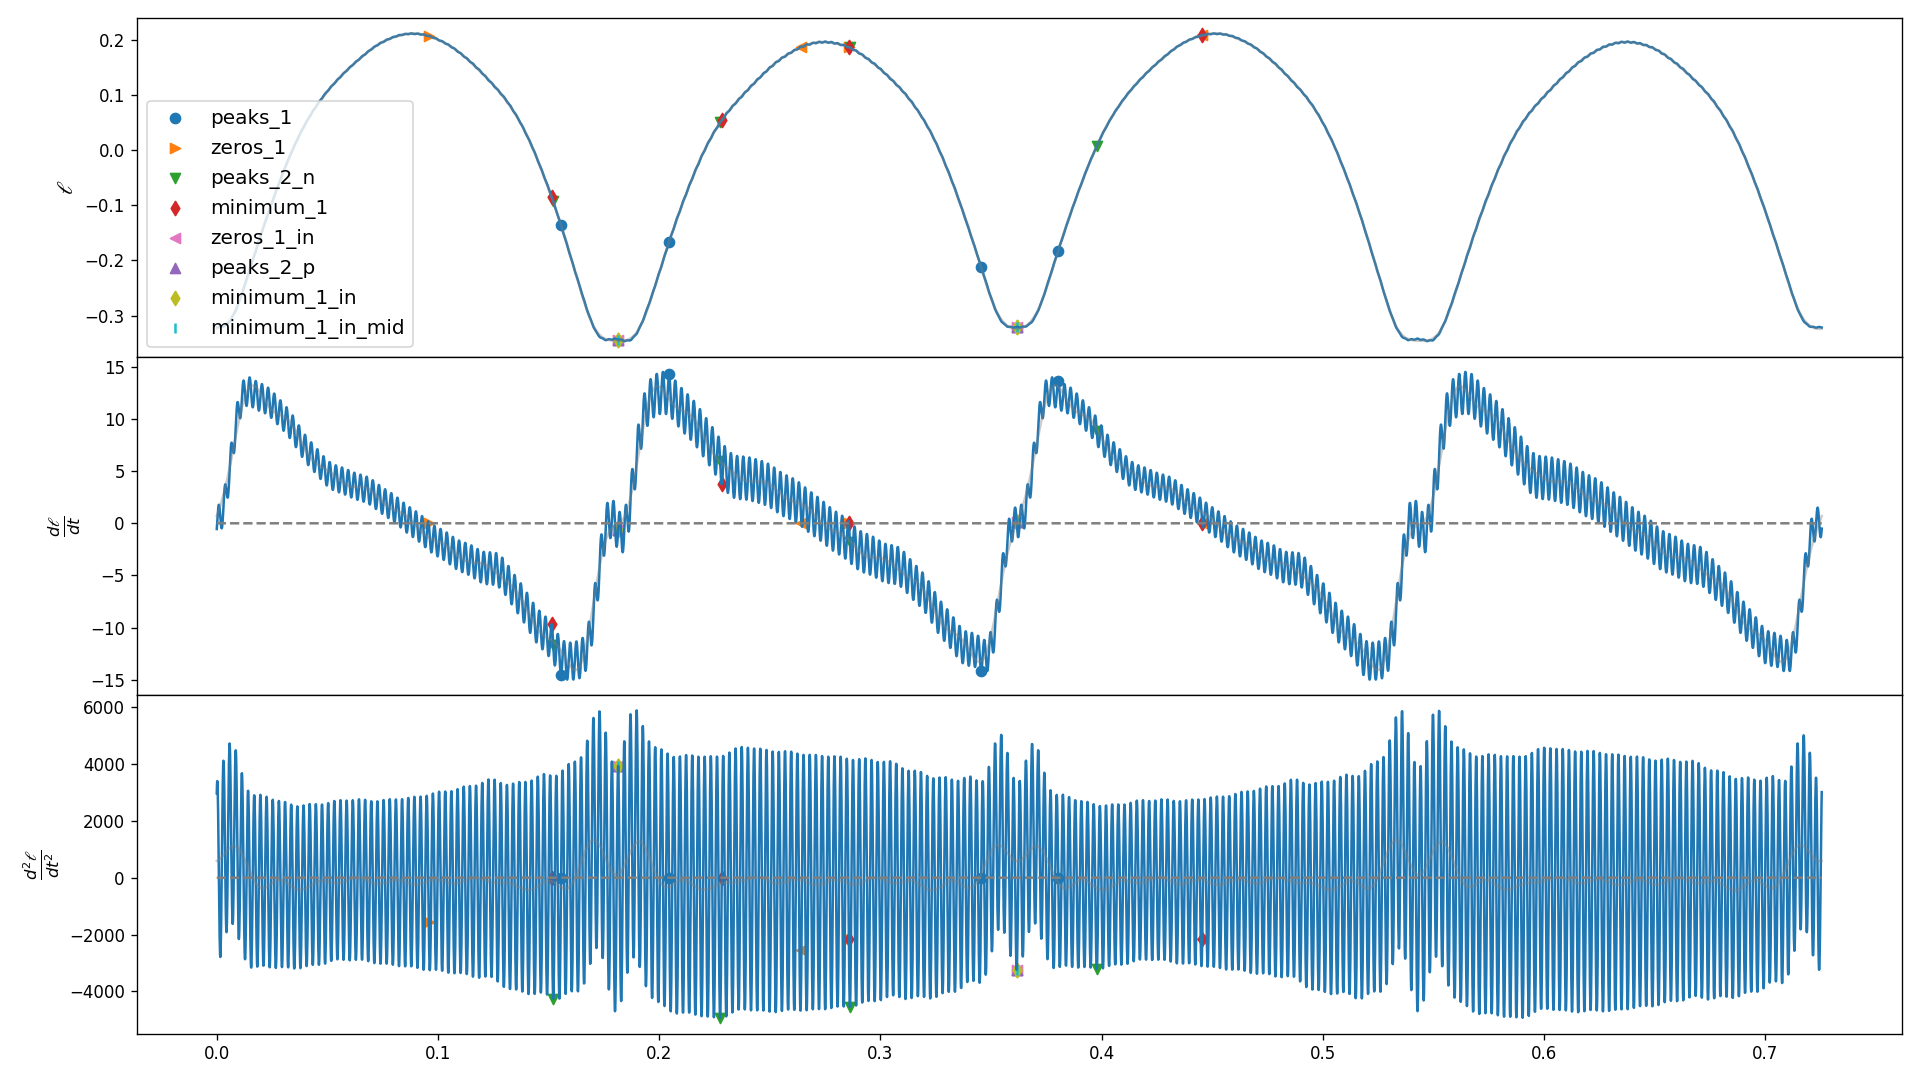 0.2
0.1
0.0
−0.1
−0.2
−0.3
ℓ
peaks_1
zeros_1
peaks_2_n
minimum_1
zeros_1_in
peaks_2_p
minimum_1_in
minimum_1_in_mid
15
10
5
0
−5
−10
−15
dℓ
dt
6000
4000
2000
0
−2000
−4000
d²ℓ
dt²
0.0 0.1 0.2 0.3 0.4 0.5 0.6 0.7